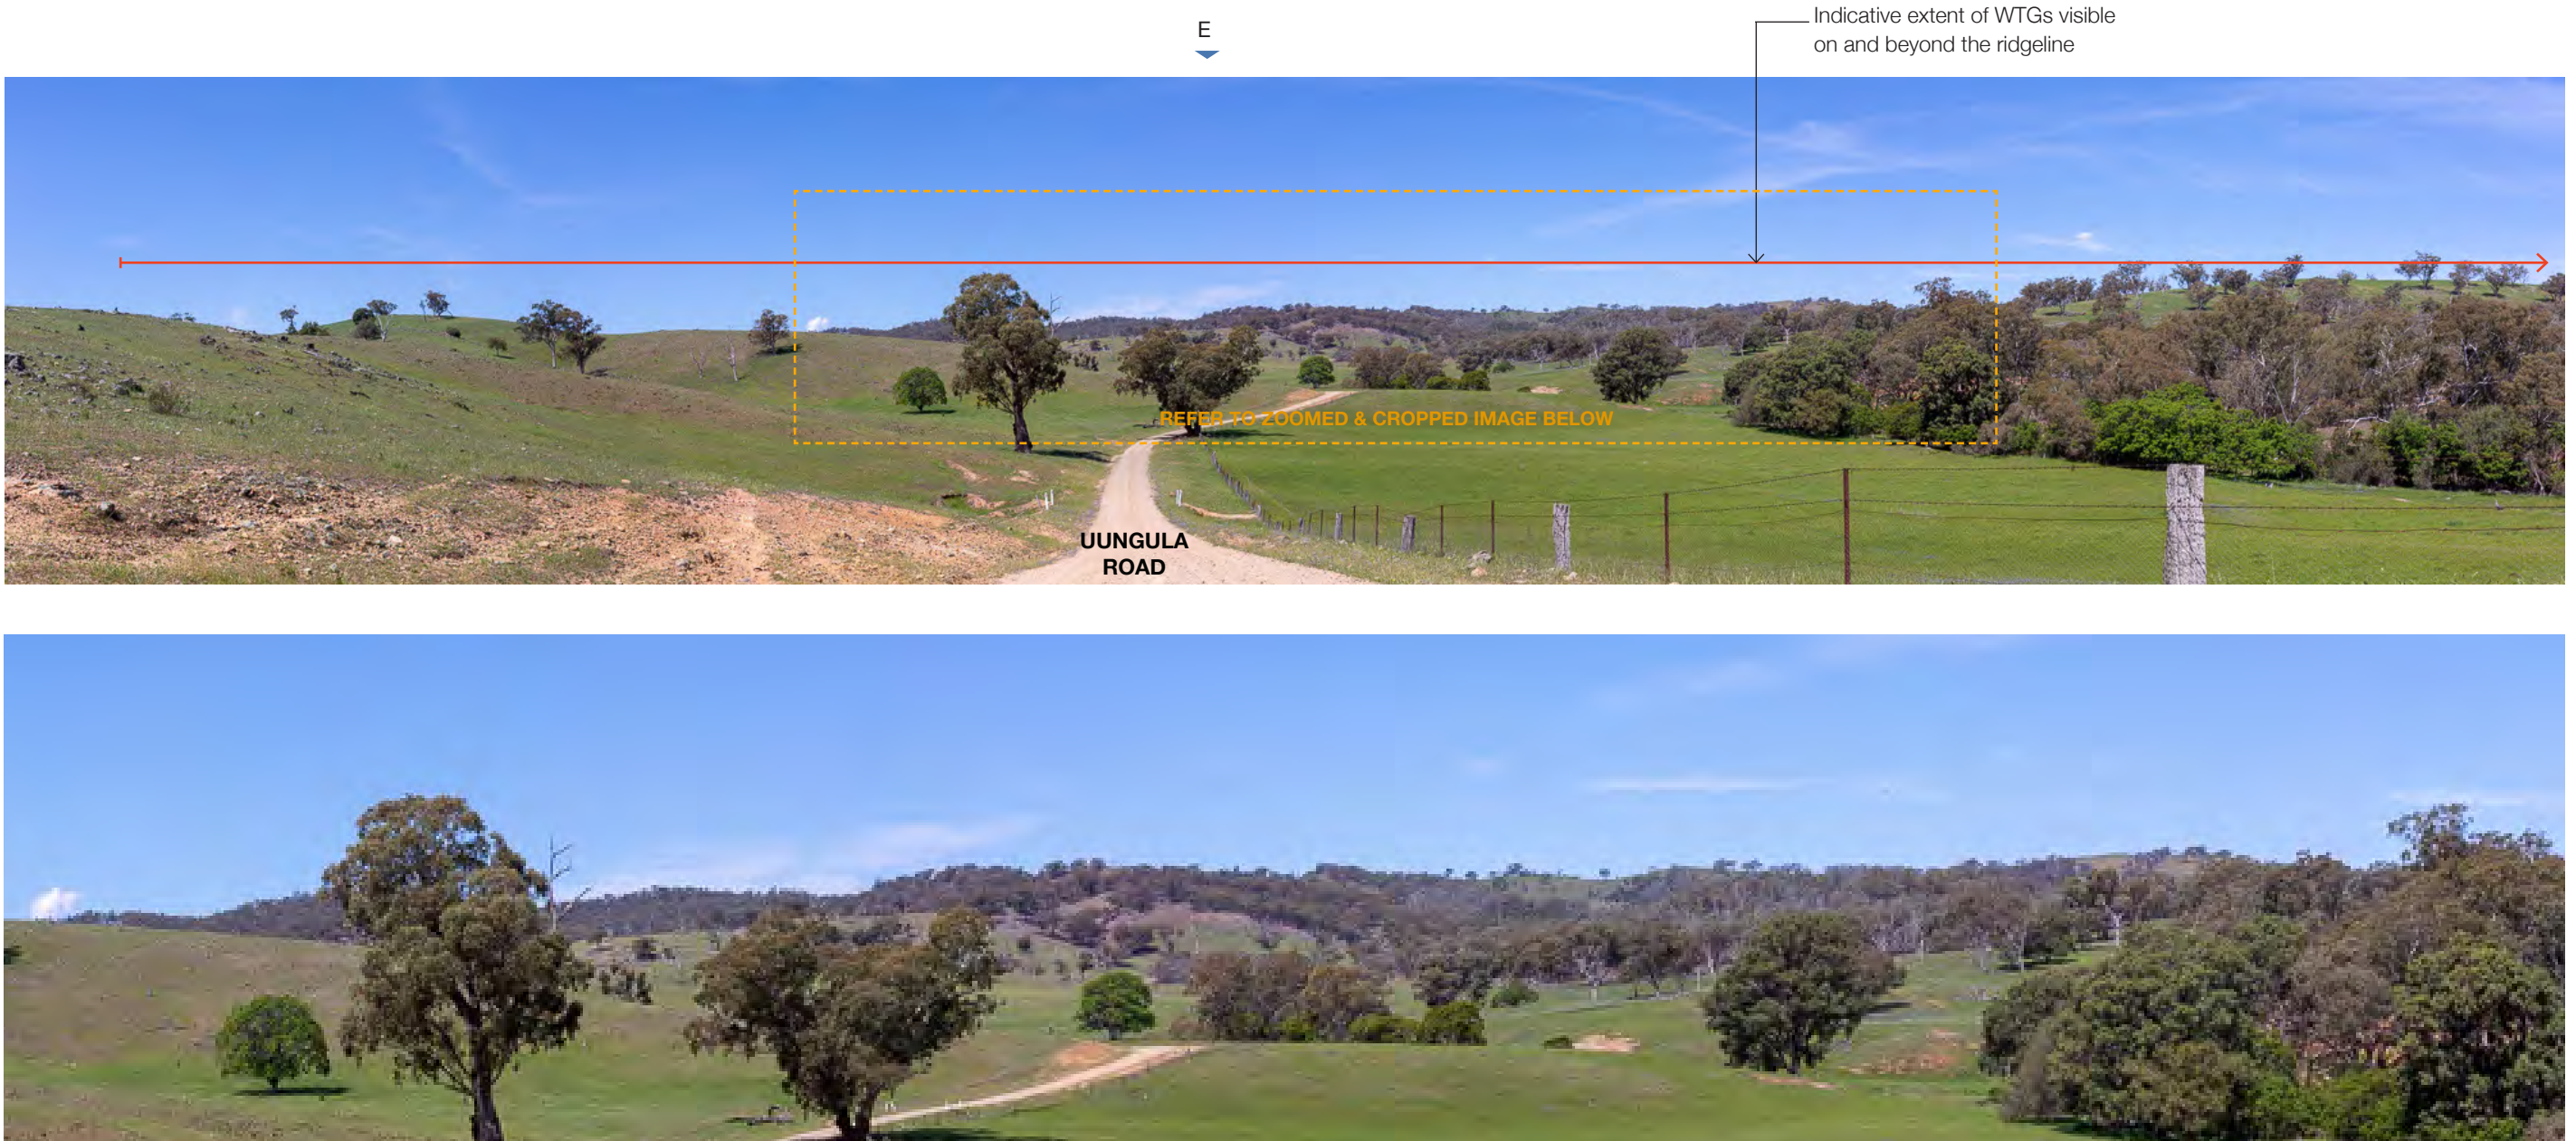 E
Indicative extent of WTGs visible
on and beyond the ridgeline
REFER TO ZOOMED & CROPPED IMAGE BELOW
UUNGULA
ROAD